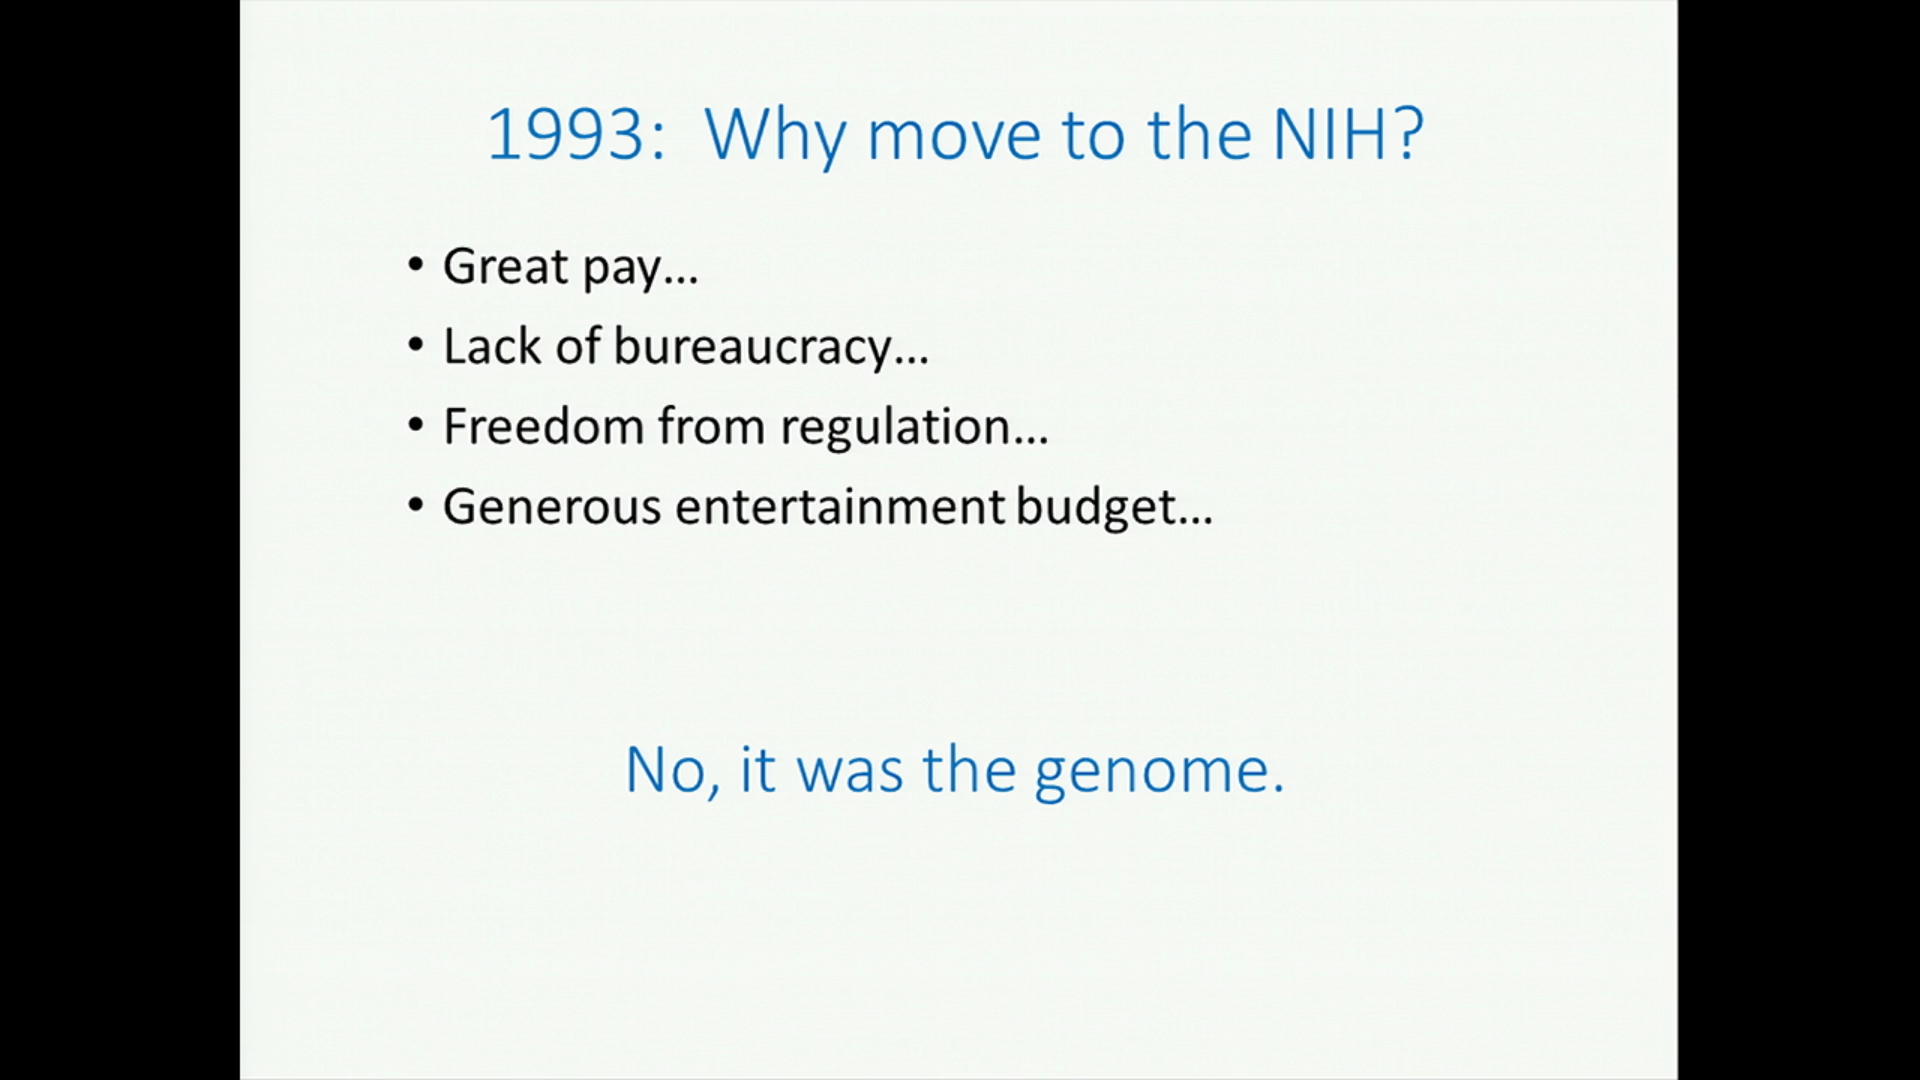 1993:  Why move to the NIH?
• Great pay...
• Lack of bureaucracy...
• Freedom from regulation...
• Generous entertainment budget...
No, it was the genome.